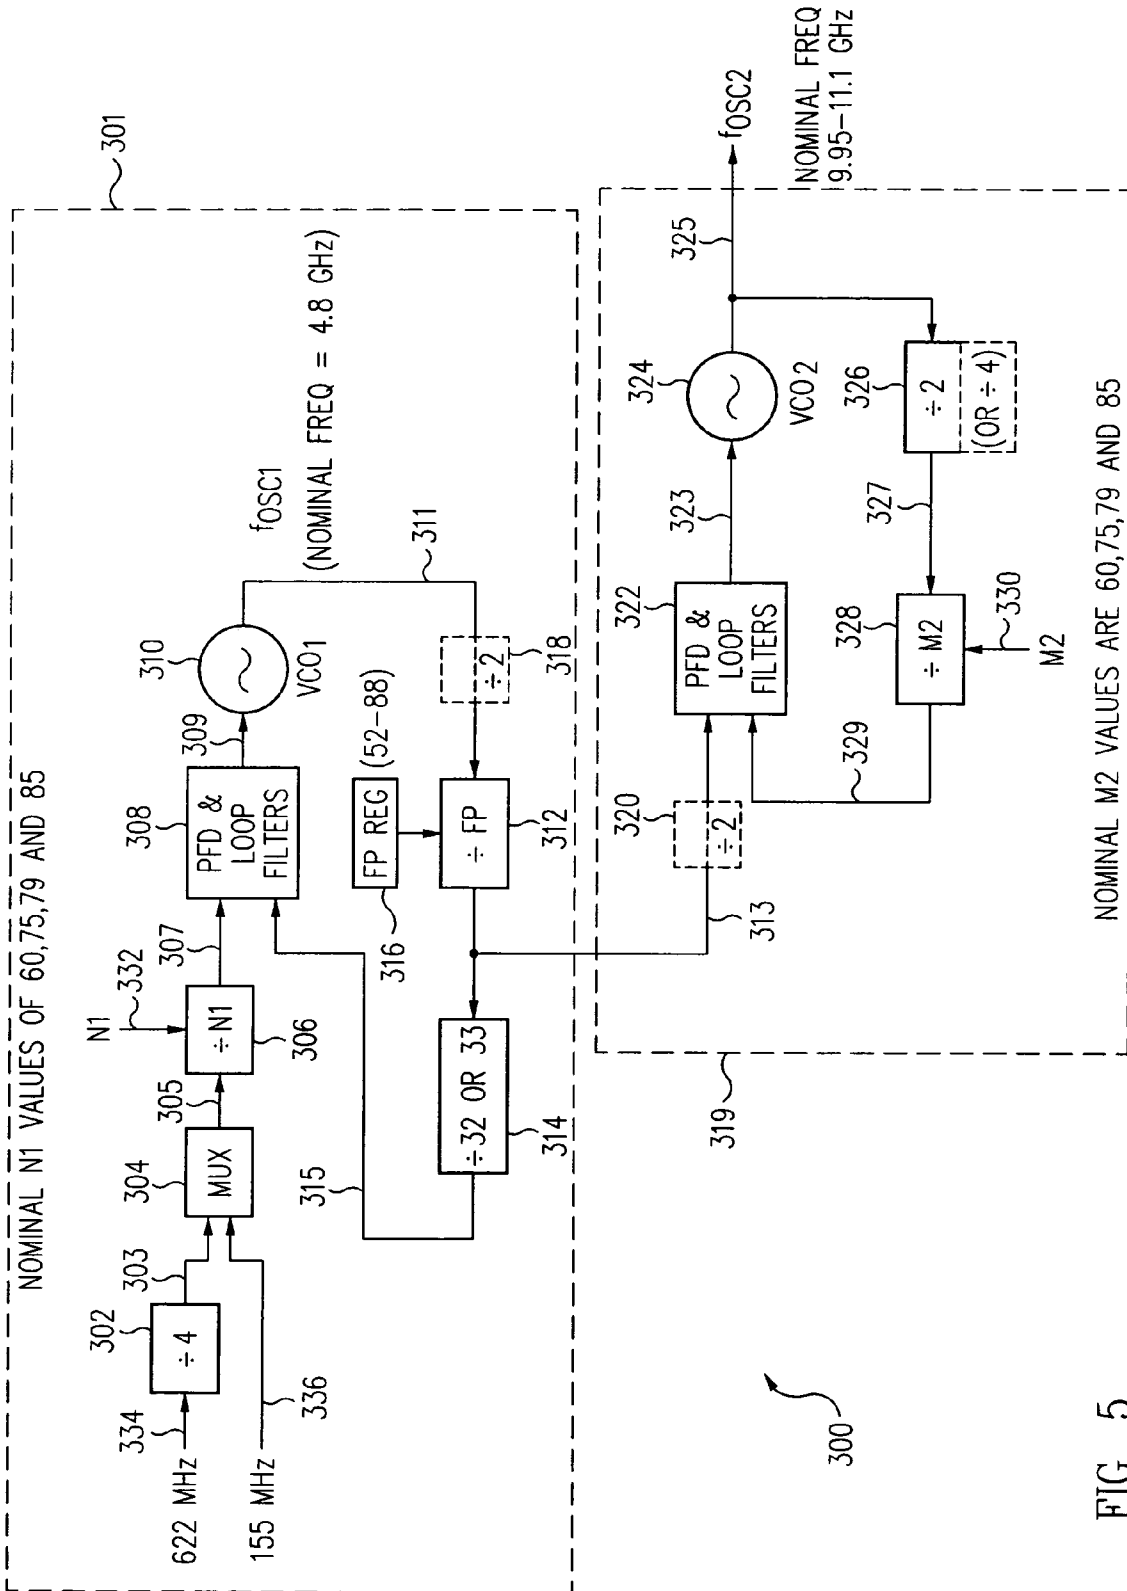 NOMINAL N1 VALUES OF 60,75,79 AND 85
301
622 MHz
334
302
÷4
303
155 MHz
336
304
MUX
305
N1
332
÷N1
306
307
308
PFD &
LOOP
FILTERS
309
310
VCO1
fOSC1
(NOMINAL FREQ = 4.8 GHz)
311
÷2
318
FP REG
(52-88)
316
÷ FP
312
÷32 OR 33
314
315
313
319
320
÷2
322
PFD &
LOOP
FILTERS
323
324
VCO2
325
fOSC2
NOMINAL FREQ
9.95-11.1 GHz
326
÷2
(OR ÷ 4)
327
328
÷ M2
330
M2
329
NOMINAL M2 VALUES ARE 60,75,79 AND 85
300
FIG. 5